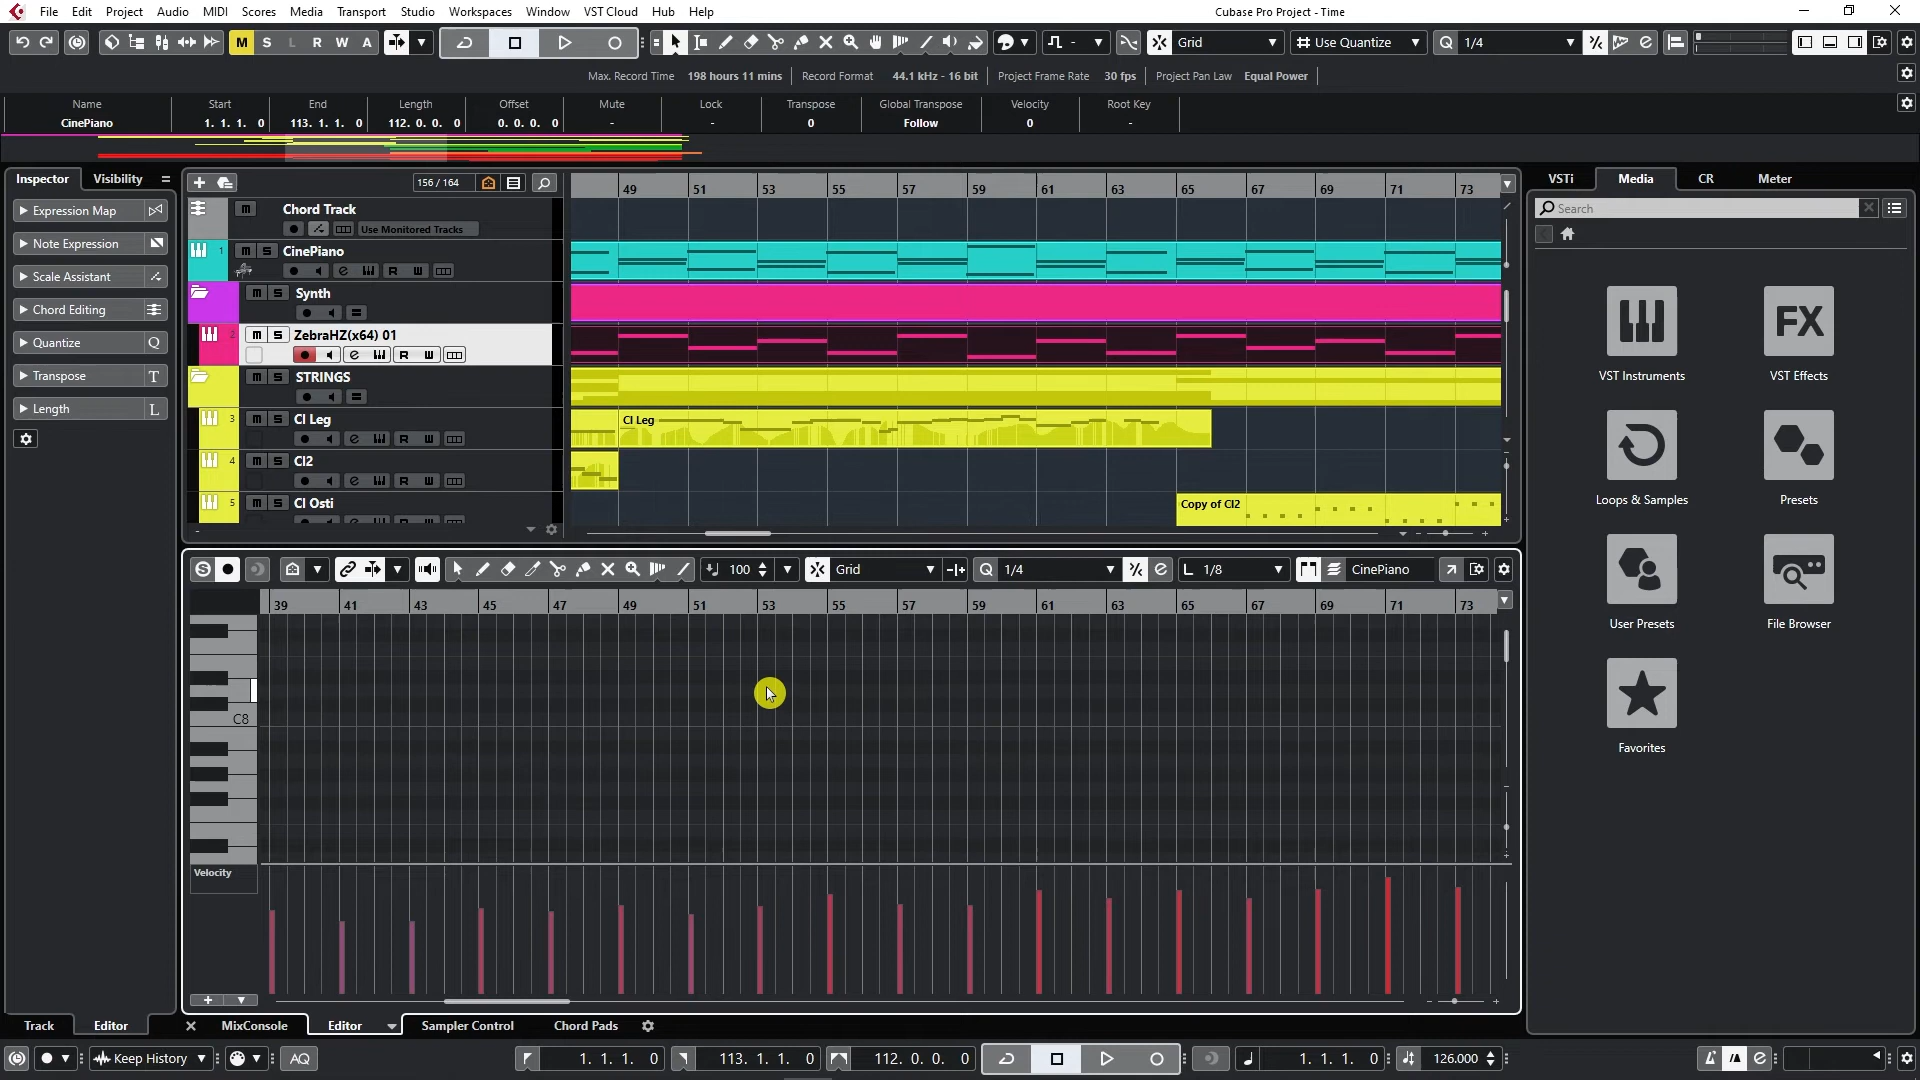 File Edit Project Audio MIDI Scores Media Transport Studio Workspaces Window VST Cloud Hub Help Cubase Pro Project - Time
M S L R W A - Grid Use Quantize Q 1/4
Max. Record Time 198 hours 11 mins Record Format 44.1 kHz - 16 bit Project Frame Rate 30 fps Project Pan Law Equal Power
Name Start End Length Offset Mute Lock Transpose Global Transpose Velocity Root Key
CinePiano 1. 1. 1. 0 113. 1. 1. 0 112. 0. 0. 0 0. 0. 0. 0 - - 0 Follow 0 -
Inspector Visibility 156 / 164 49 51 53 55 57 59 61 63 65 67 69 71 73 VSTi Media CR Meter
Expression Map m Chord Track Search
Use Monitored Tracks
Note Expression 1 m S CinePiano
e R W
Scale Assistant
m S Synth
Chord Editing
2 m S ZebraHZ(x64) 01
e R W
Quantize Q
m S STRINGS
Transpose T VST Instruments VST Effects
Length L 3 m S CI Leg CI Leg
e R W
4 m S CI2
e R W
5 m S CI Osti Copy of CI2
Loops & Samples Presets
S 100 Grid Q 1/4 L 1/8 CinePiano
39 41 43 45 47 49 51 53 55 57 59 61 63 65 67 69 71 73
User Presets File Browser
C8
Favorites
Velocity
Track Editor MixConsole Editor Sampler Control Chord Pads
Keep History AQ 1. 1. 1. 0 113. 1. 1. 0 112. 0. 0. 0 1. 1. 1. 0 126.000